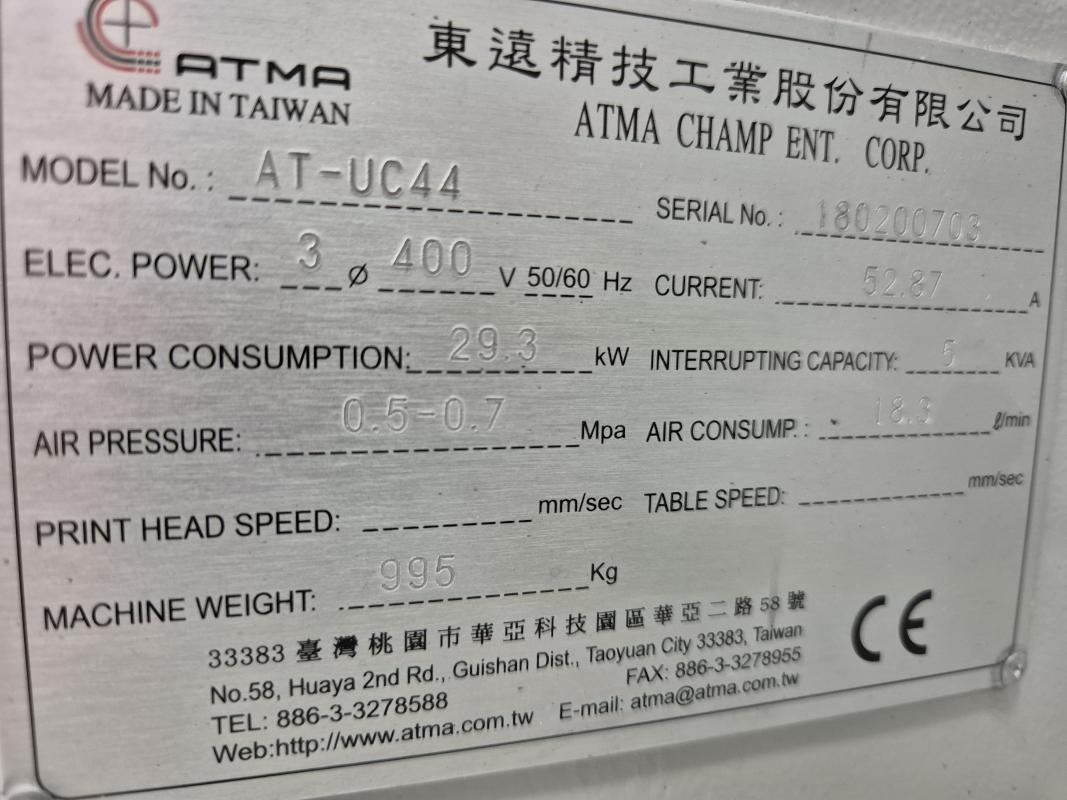 ATMA
MADE IN TAIWAN
東遠精技工業股份有限公司
ATMA CHAMP ENT. CORP.
MODEL No. : AT-UC44
SERIAL No. : 180200703
ELEC. POWER: 3 ø 400 V 50/60 Hz
CURRENT: 52.87 A
POWER CONSUMPTION: 29.3 kW
INTERRUPTING CAPACITY: 5 KVA
AIR PRESSURE: 0.5-0.7 Mpa
AIR CONSUMP. : 18.3 ℓ/min
PRINT HEAD SPEED: mm/sec
TABLE SPEED: mm/sec
MACHINE WEIGHT: 995 Kg
33383 臺灣桃園市華亞科技園區華亞二路 58 號
No.58, Huaya 2nd Rd., Guishan Dist., Taoyuan City 33383, Taiwan
TEL: 886-3-3278588 FAX: 886-3-3278955
Web:http://www.atma.com.tw E-mail: atma@atma.com.tw
CE